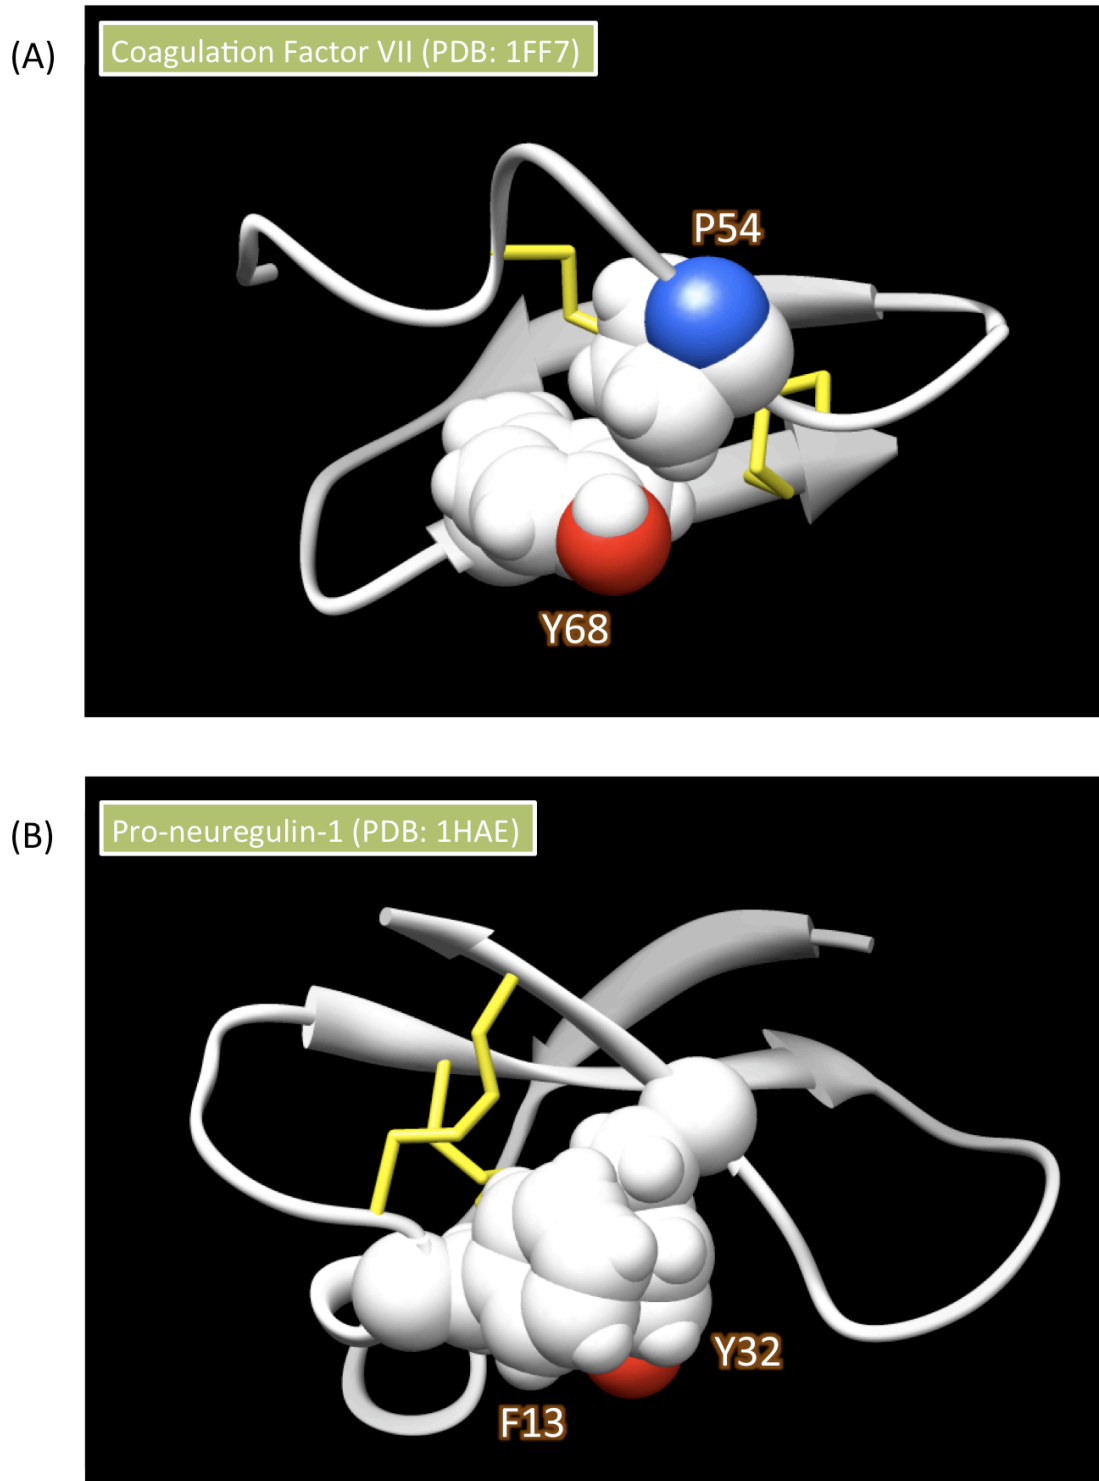 (A)
Coagulation Factor VII (PDB: 1FF7)
P54
Y68
(B)
Pro-neuregulin-1 (PDB: 1HAE)
Y32
F13